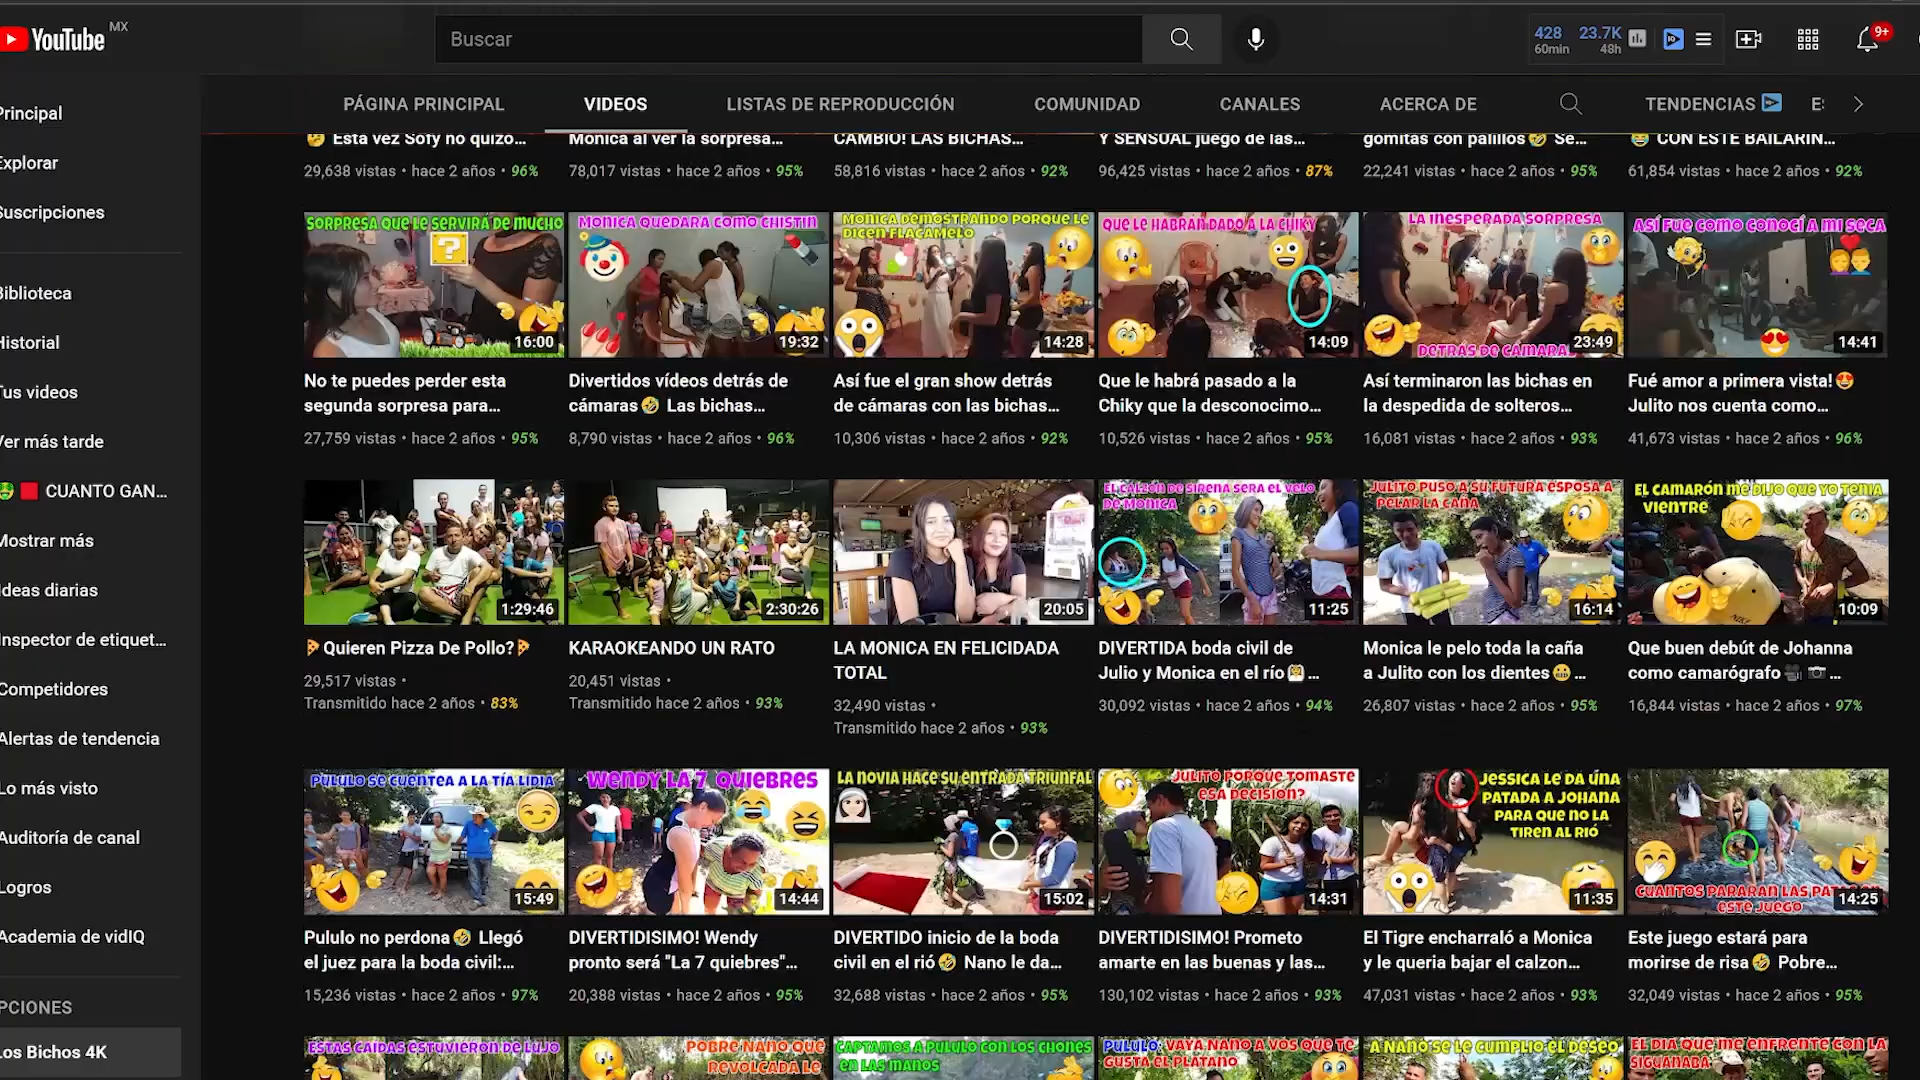 YouTube MX
Buscar
428 23.7K
60min 48h
9+
PÁGINA PRINCIPAL VIDEOS LISTAS DE REPRODUCCIÓN COMUNIDAD CANALES ACERCA DE TENDENCIAS
Principal
Explorar
Suscripciones
Biblioteca
Historial
Tus videos
Ver más tarde
CUANTO GAN...
Mostrar más
Ideas diarias
Inspector de etiquet...
Competidores
Alertas de tendencia
Lo más visto
Auditoría de canal
Logros
Academia de vidIQ
PCIONES
Los Bichos 4K
🤔 Esta vez Sofy no quizo...
29,638 vistas • hace 2 años • 96%
Monica al ver la sorpresa...
78,017 vistas • hace 2 años • 95%
CAMBIO! LAS BICHAS...
58,816 vistas • hace 2 años • 92%
Y SENSUAL juego de las...
96,425 vistas • hace 2 años • 87%
gomitas con palillos🤣 Se...
22,241 vistas • hace 2 años • 95%
😂 CON ESTE BAILARIN...
61,854 vistas • hace 2 años • 92%
SORPRESA QUE LE SERVIRÁ DE MUCHO
16:00
No te puedes perder esta
segunda sorpresa para...
27,759 vistas • hace 2 años • 95%
MONICA QUEDARA COMO CHISTIN
19:32
Divertidos vídeos detrás de
cámaras🤣 Las bichas...
8,790 vistas • hace 2 años • 96%
MONICA DEMOSTRANDO PORQUE LE
DICEN FLACAMELO
14:28
Así fue el gran show detrás
de cámaras con las bichas...
10,306 vistas • hace 2 años • 92%
QUE LE HABRAN DADO A LA CHIKY
14:09
Que le habrá pasado a la
Chiky que la desconocimo...
10,526 vistas • hace 2 años • 95%
LA INESPERADA SORPRESA
DETRAS DE CAMARAS
23:49
Así terminaron las bichas en
la despedida de solteros...
16,081 vistas • hace 2 años • 93%
ASÍ FUE COMO CONOCÍ A MI SECA
14:41
Fué amor a primera vista!😍
Julito nos cuenta como...
41,673 vistas • hace 2 años • 96%
1:29:46
🍕Quieren Pizza De Pollo?🍕
29,517 vistas •
Transmitido hace 2 años • 83%
2:30:26
KARAOKEANDO UN RATO
20,451 vistas •
Transmitido hace 2 años • 93%
20:05
LA MONICA EN FELICIDADA
TOTAL
32,490 vistas •
Transmitido hace 2 años • 93%
EL CALZON DE SIRENA SERA EL VELO
DE MONICA
11:25
DIVERTIDA boda civil de
Julio y Monica en el río👰 ...
30,092 vistas • hace 2 años • 94%
JULITO PUSO A SU FUTURA ESPOSA A
PELAR LA CAÑA
16:14
Monica le pelo toda la caña
a Julito con los dientes😬 ...
26,807 vistas • hace 2 años • 95%
EL CAMARÓN ME DIJO QUE YO TENIA
VIENTRE
10:09
Que buen debút de Johanna
como camarógrafo🎥 📷 ...
16,844 vistas • hace 2 años • 97%
PULULO SE CUENTEA A LA TÍA LIDIA
15:49
Pululo no perdona🤣 Llegó
el juez para la boda civil:...
15,236 vistas • hace 2 años • 97%
WENDY LA 7 QUIEBRES
14:44
DIVERTIDISIMO! Wendy
pronto será "La 7 quiebres"...
20,388 vistas • hace 2 años • 95%
LA NOVIA HACE SU ENTRADA TRIUNFAL
15:02
DIVERTIDO inicio de la boda
civil en el rió🤣 Nano le da...
32,688 vistas • hace 2 años • 95%
JULITO PORQUE TOMASTE
ESA DECISION?
14:31
DIVERTIDISIMO! Prometo
amarte en las buenas y las...
130,102 vistas • hace 2 años • 93%
JESSICA LE DA UNA
PATADA A JOHANA
PARA QUE NO LA
TIREN AL RIÓ
11:35
El Tigre encharraló a Monica
y le queria bajar el calzon...
47,031 vistas • hace 2 años • 93%
CUANTOS PARARAN LAS
ESTE JUEGO
14:25
Este juego estará para
morirse de risa🤣 Pobre...
32,049 vistas • hace 2 años • 95%
ESTAS CAIDAS ESTUVIERON DE LUJO
POBRE NANO QUE
REVOLCADA LE
CAPTAMOS A PULULO CON LOS CHONES
EN LAS MANOS
PULULO: VAYA NANO A VOS QUE TE
GUSTA EL PLATANO
A NANO SE LE CUMPLIO EL DESEO
EL DIA QUE ME ENFRENTE CON LA
SIGUANABA